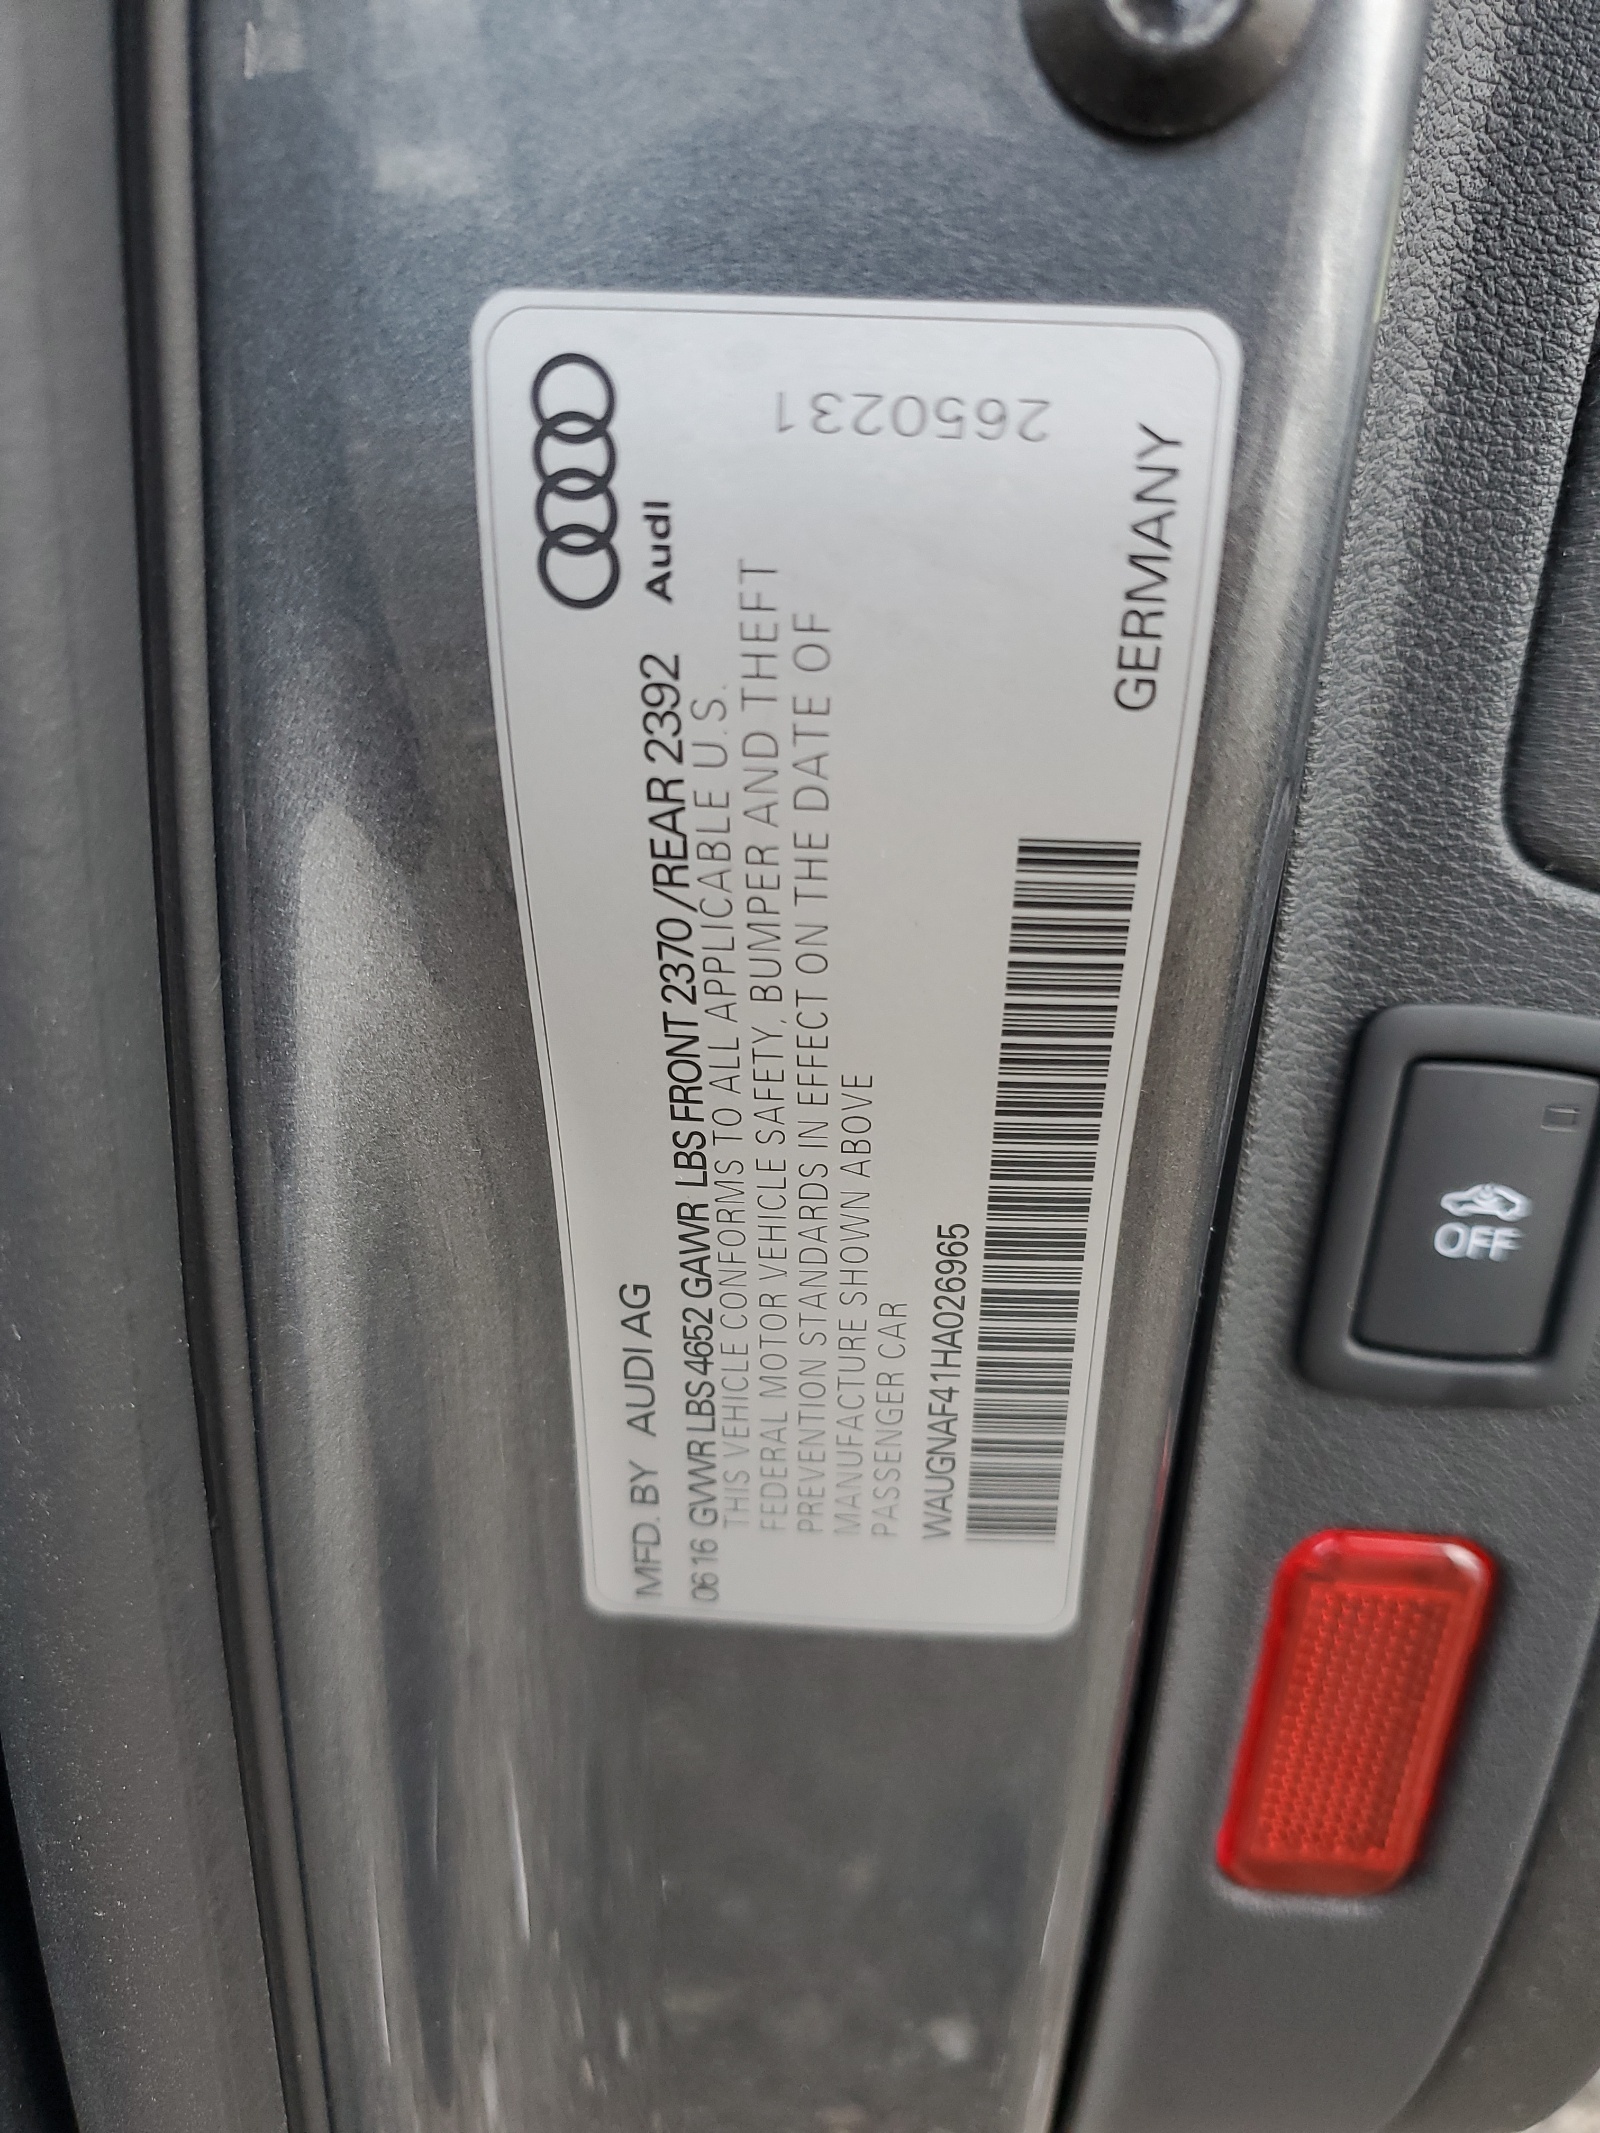 Audi
MFD. BY AUDI AG
06 16 GVWR LBS 4652 GAWR LBS FRONT 2370/REAR 2392
THIS VEHICLE CONFORMS TO ALL APPLICABLE U.S.
FEDERAL MOTOR VEHICLE SAFETY, BUMPER AND THEFT
PREVENTION STANDARDS IN EFFECT ON THE DATE OF
MANUFACTURE SHOWN ABOVE
PASSENGER CAR
WAUGNAF41HA026965
2650231
GERMANY
OFF